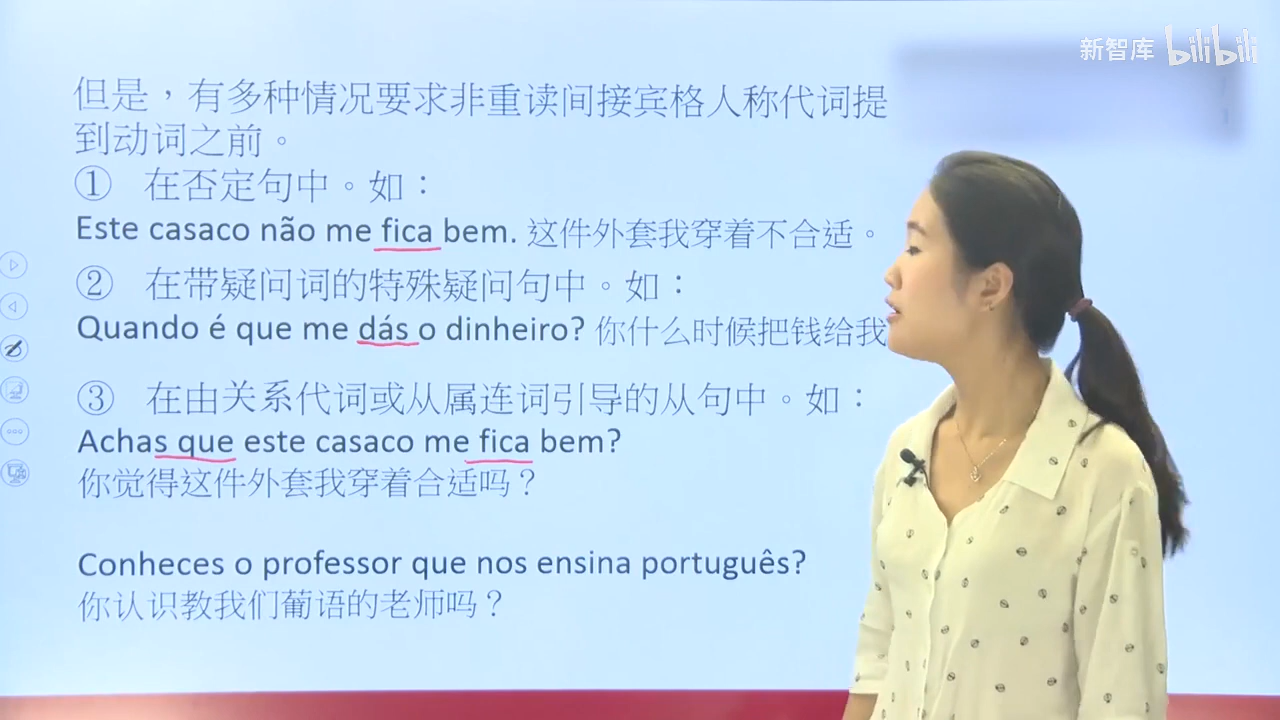 新智库 bilibili
但是，有多种情况要求非重读间接宾格人称代词提
到动词之前。
① 在否定句中。如：
Este casaco não me fica bem. 这件外套我穿着不合适。
② 在带疑问词的特殊疑问句中。如：
Quando é que me dás o dinheiro? 你什么时候把钱给我
③ 在由关系代词或从属连词引导的从句中。如：
Achas que este casaco me fica bem?
你觉得这件外套我穿着合适吗？
Conheces o professor que nos ensina português?
你认识教我们葡语的老师吗？